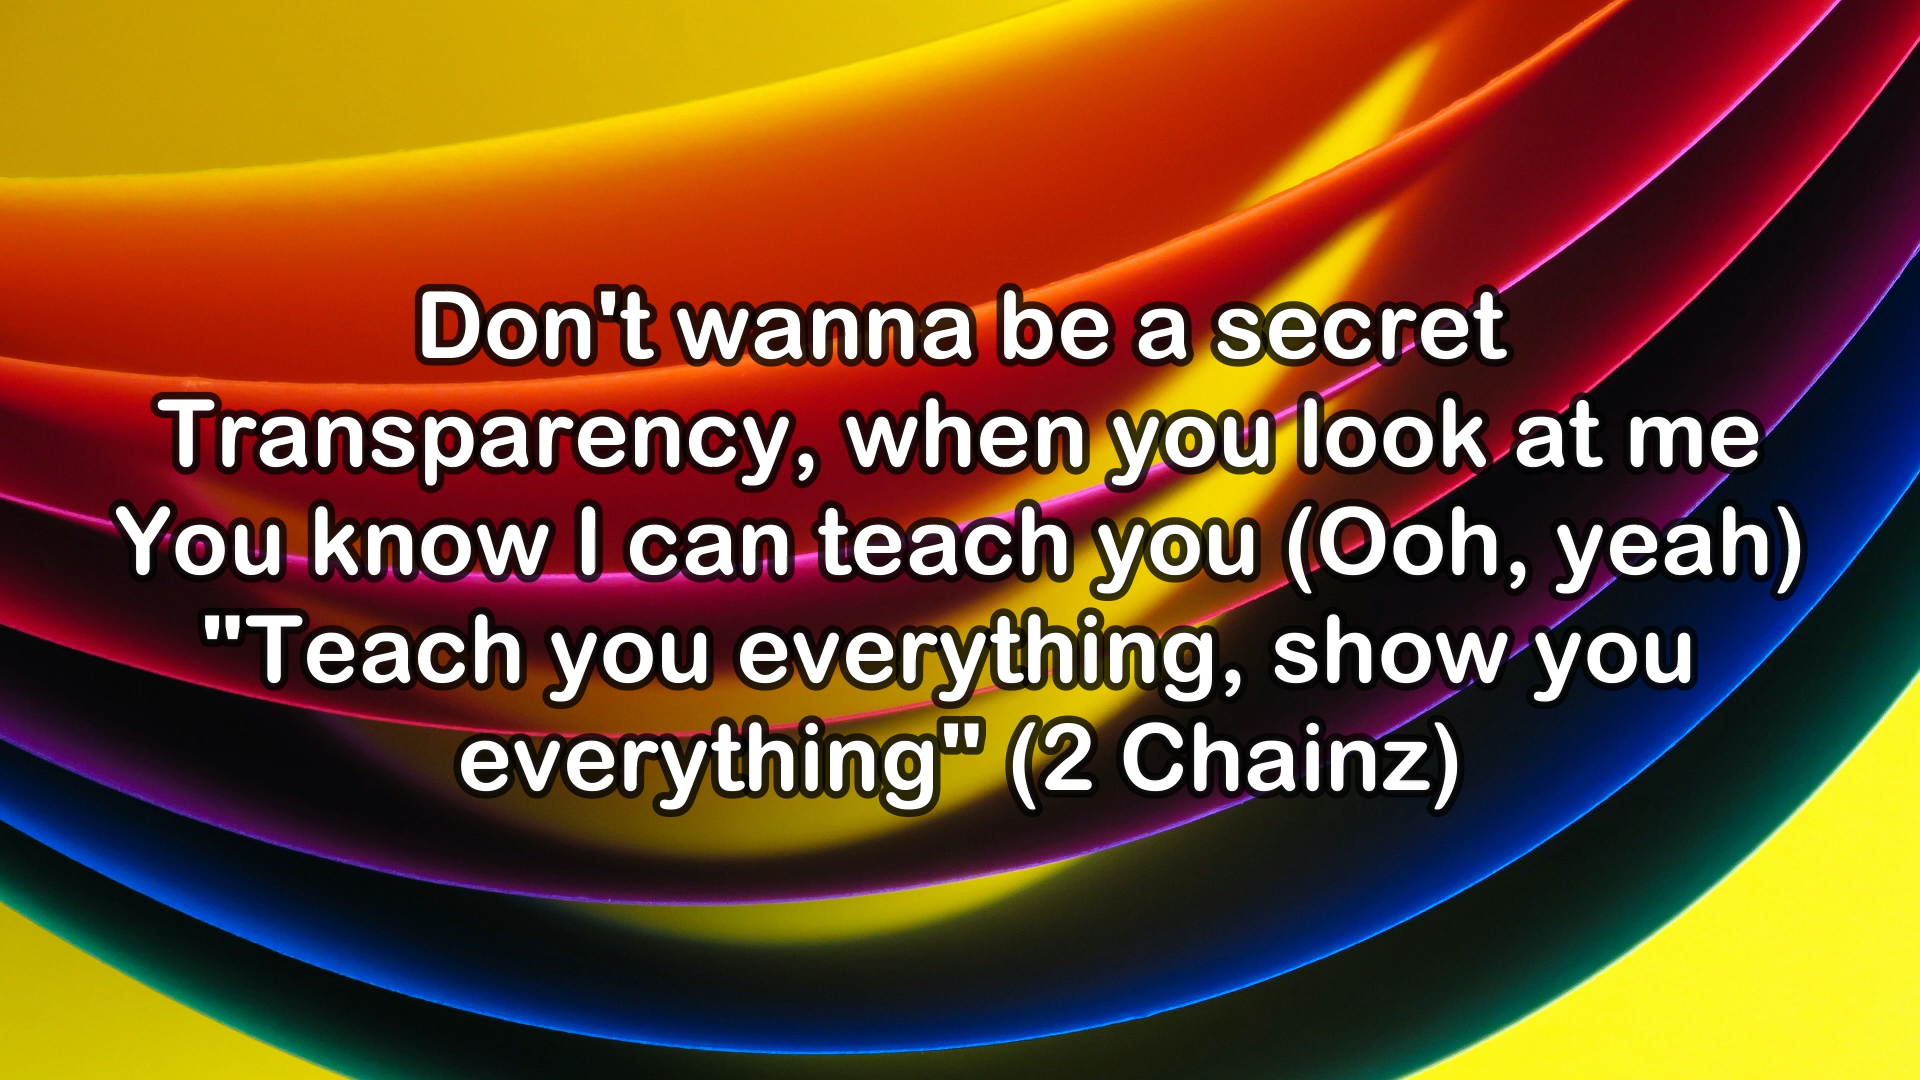 Don't wanna be a secret
Transparency, when you look at me
You know I can teach you (Ooh, yeah)
"Teach you everything, show you
everything" (2 Chainz)